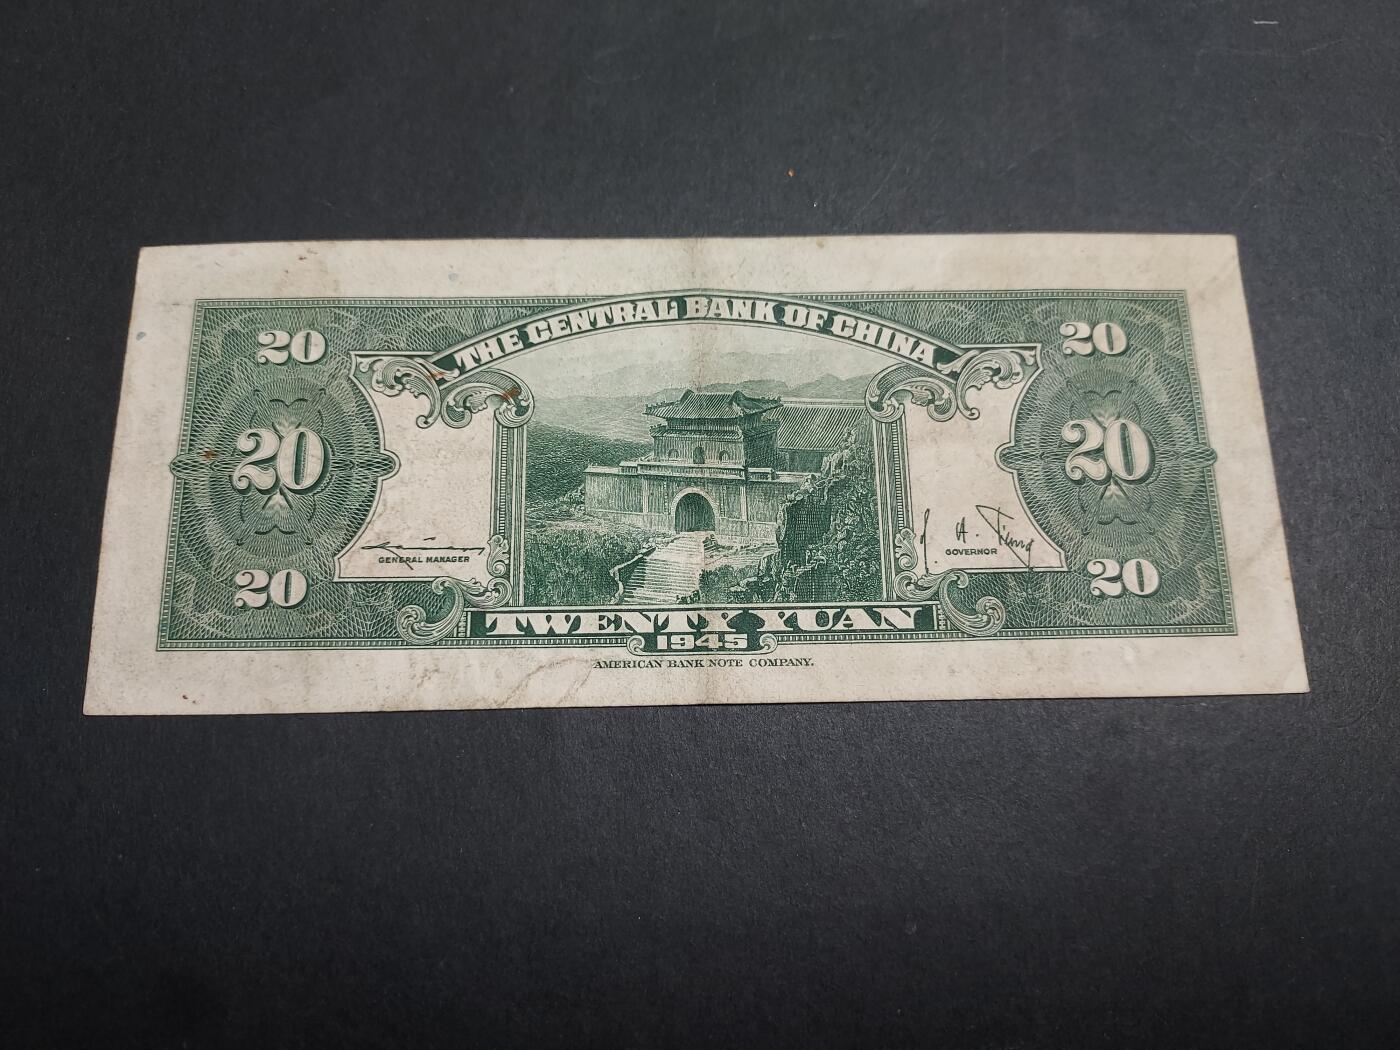 THE CENTRAL BANK OF CHINA
20 20
20 20
GENERAL MANAGER
GOVERNOR
20 20
TWENTY YUAN
1945
AMERICAN BANK NOTE COMPANY.